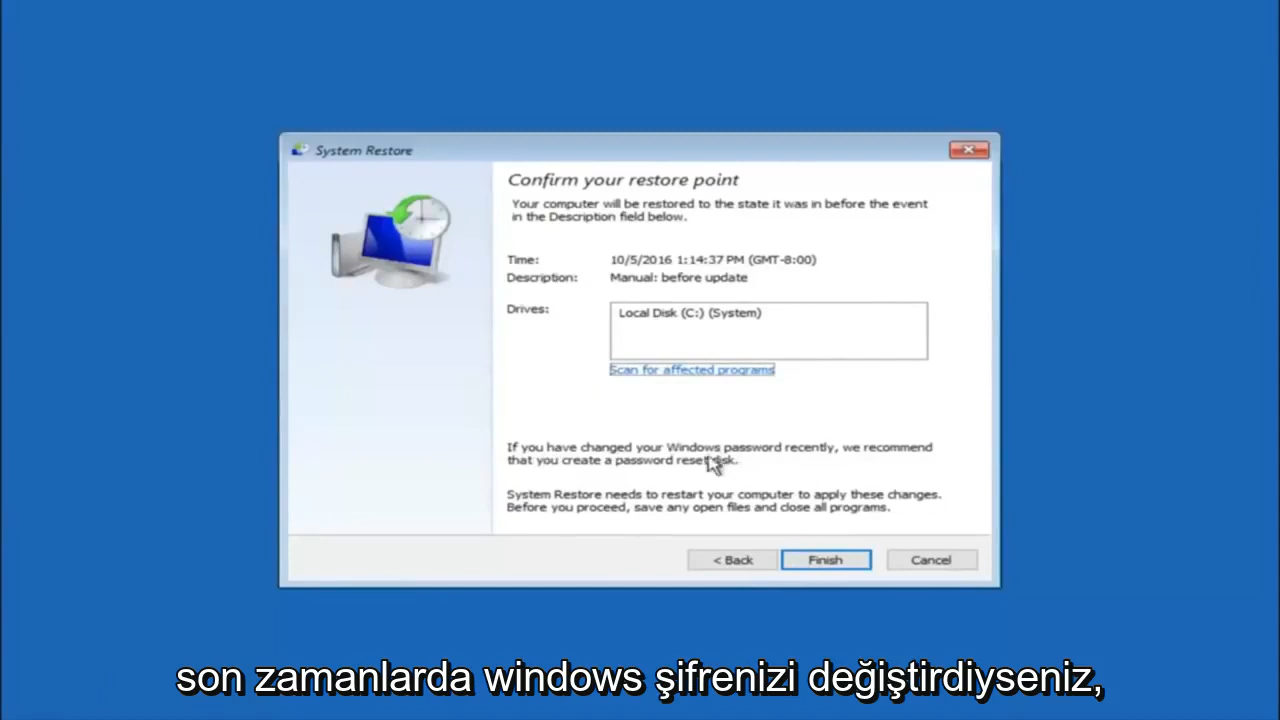 System Restore
Confirm your restore point
Your computer will be restored to the state it was in before the event
in the Description field below.
Time: 10/5/2016 1:14:37 PM (GMT-8:00)
Description: Manual: before update
Drives: Local Disk (C:) (System)
Scan for affected programs
If you have changed your Windows password recently, we recommend
that you create a password reset disk.
System Restore needs to restart your computer to apply these changes.
Before you proceed, save any open files and close all programs.
< Back Finish Cancel
son zamanlarda windows şifrenizi değiştirdiyseniz,